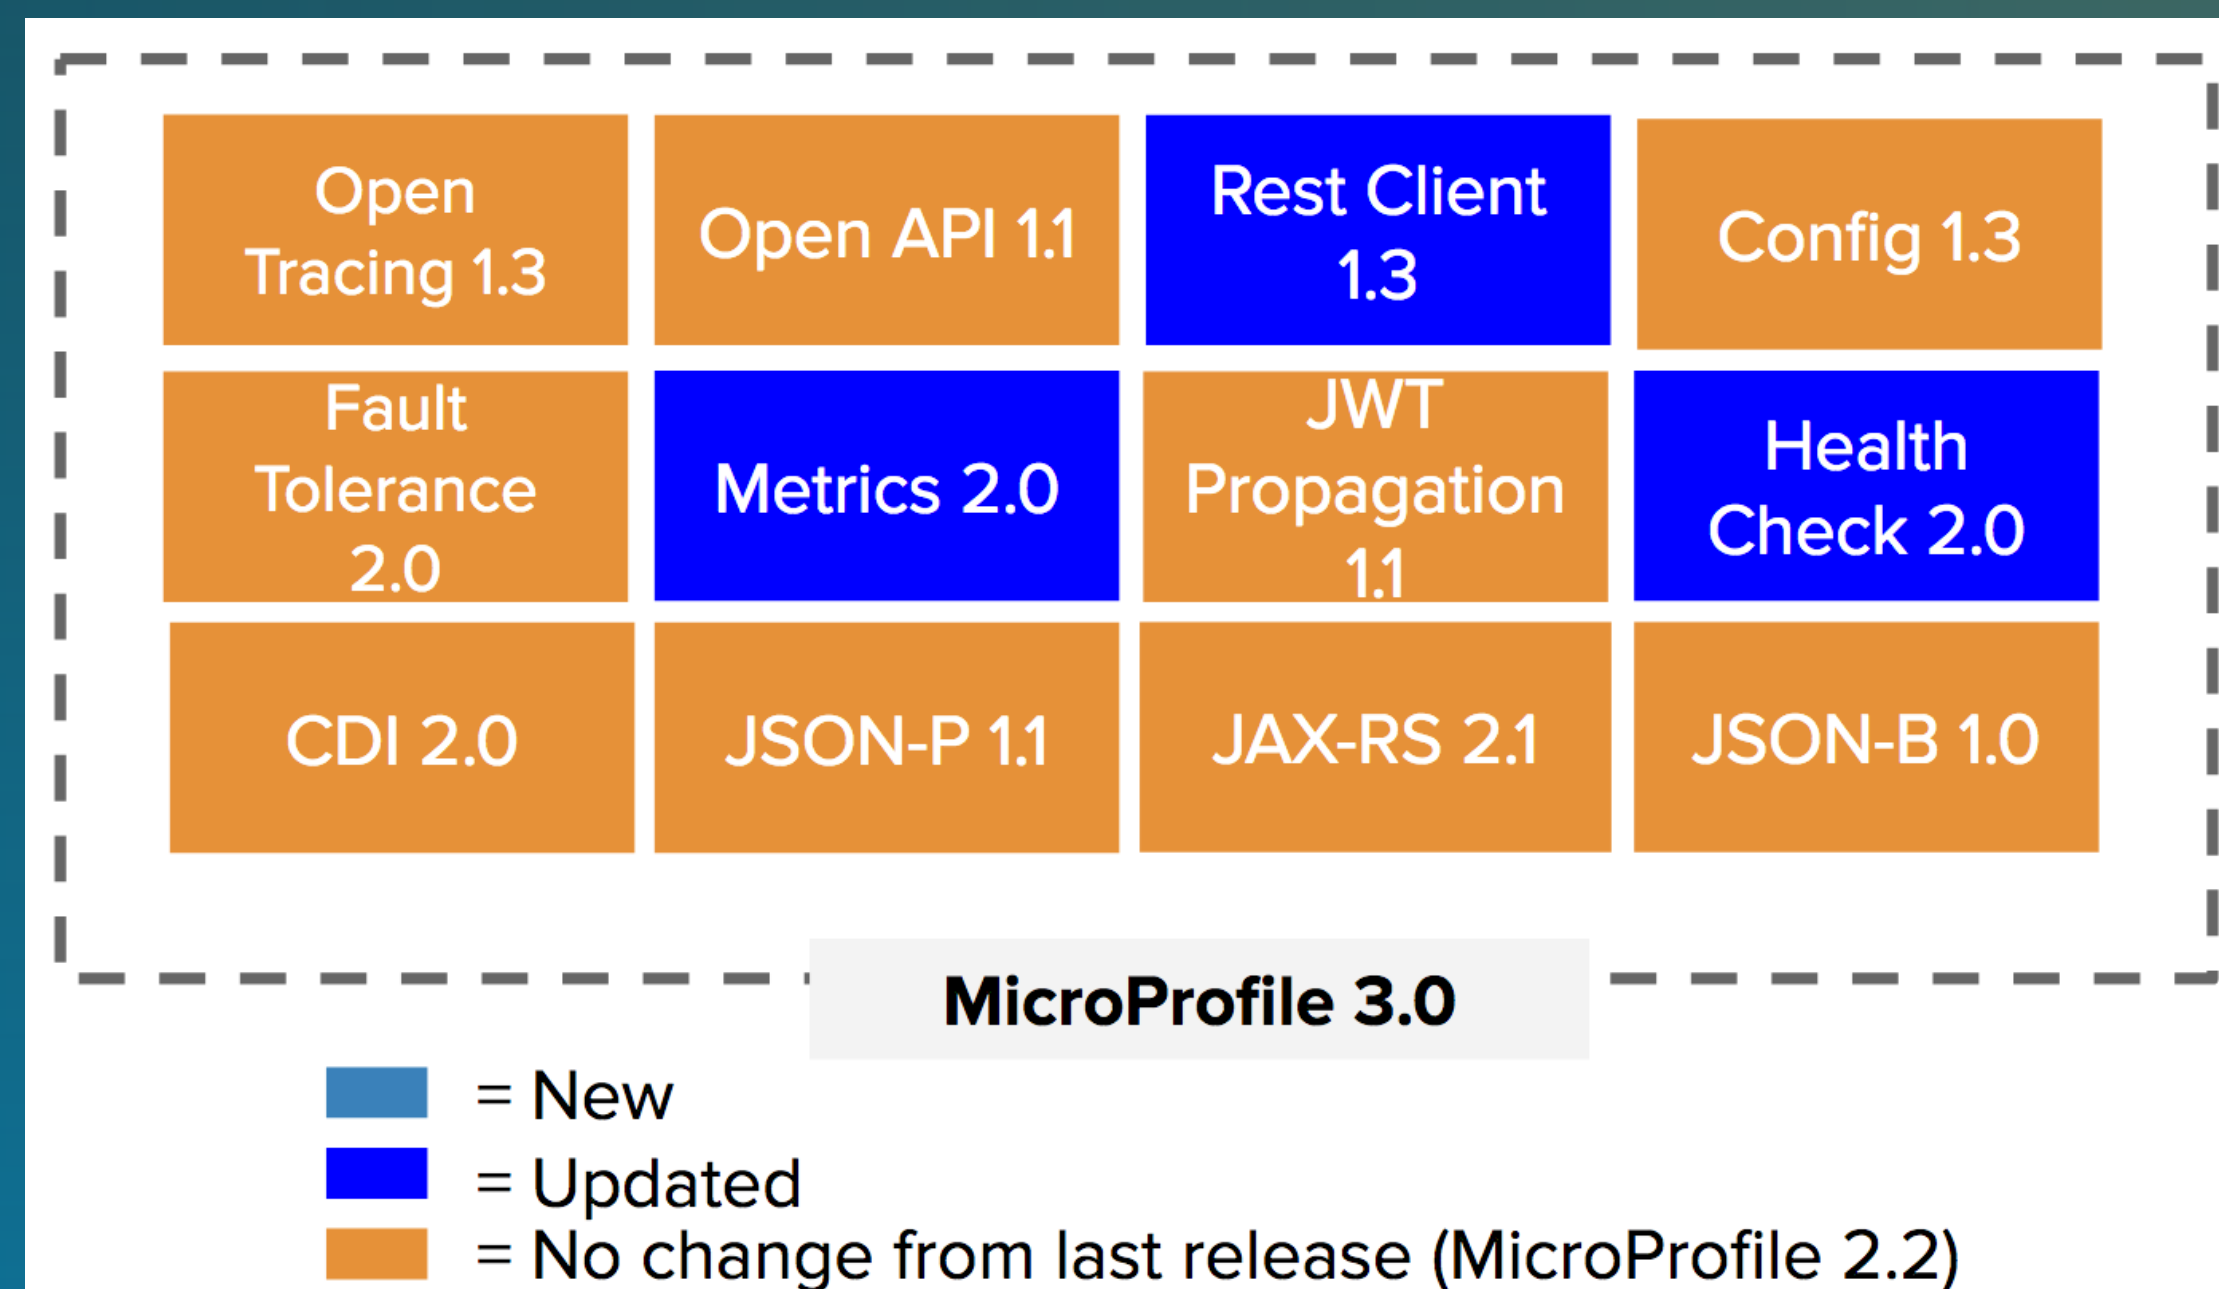 Open
Tracing 1.3
Open API 1.1
Rest Client
1.3
Config 1.3
Fault
Tolerance
2.0
Metrics 2.0
JWT
Propagation
1.1
Health
Check 2.0
CDI 2.0
JSON-P 1.1
JAX-RS 2.1
JSON-B 1.0
MicroProfile 3.0
= New
= Updated
= No change from last release (MicroProfile 2.2)